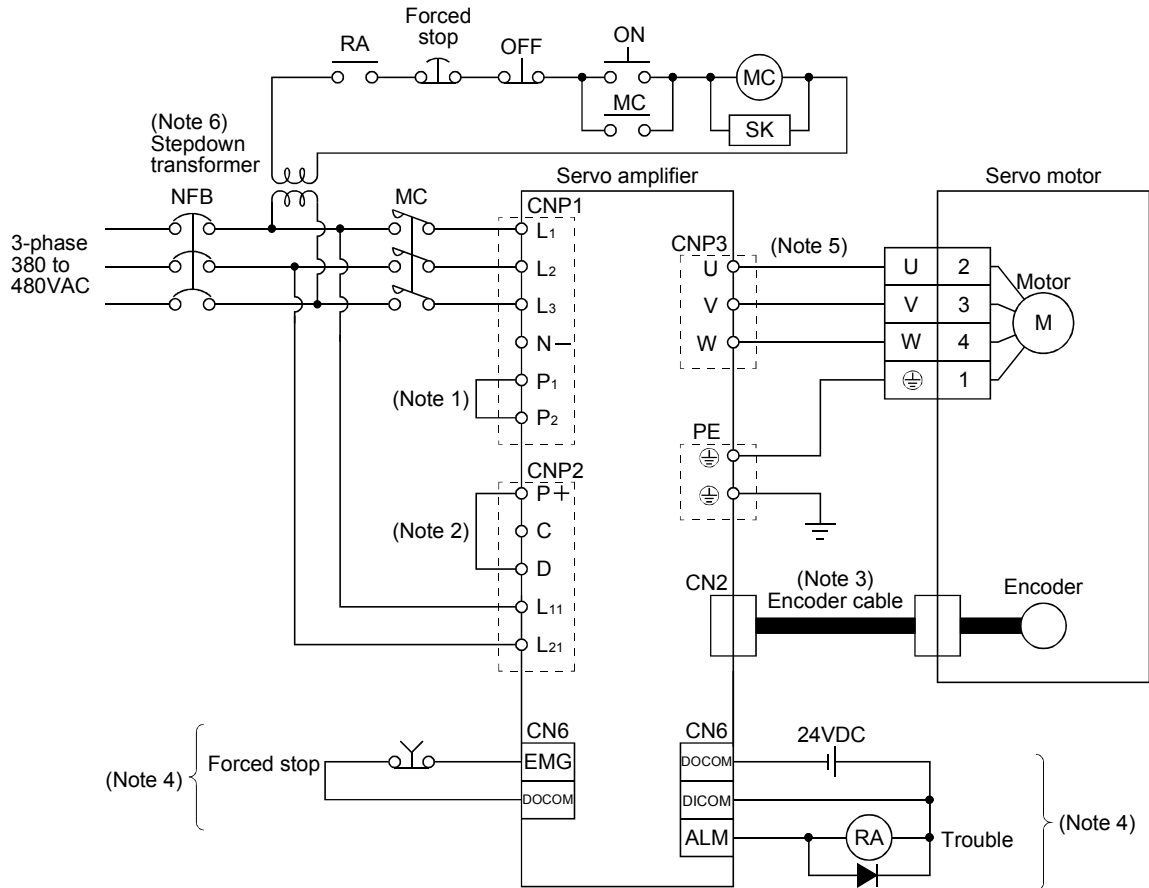 Forced
stop
RA
OFF
ON
MC
MC
SK
(Note 6)
Stepdown
transformer
NFB
MC
3-phase
380 to
480VAC
Servo amplifier
Servo motor
CNP1
L1
L2
L3
N−
P1
P2
(Note 1)
CNP2
P+
C
D
L11
L21
(Note 2)
CNP3
U
V
W
(Note 5)
U 2
V 3
W 4
1
Motor
M
PE
CN2
(Note 3)
Encoder cable
Encoder
(Note 4)
Forced stop
CN6
EMG
DOCOM
CN6
DOCOM
DICOM
ALM
24VDC
RA
Trouble
(Note 4)